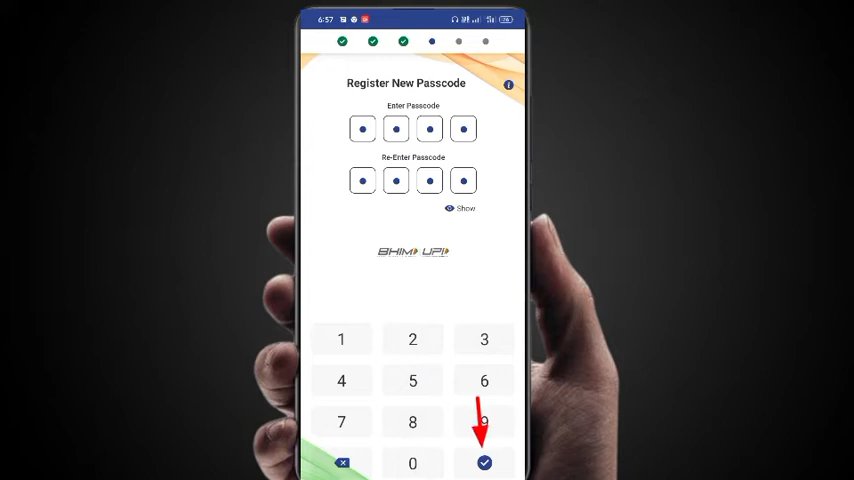 6:57 76
Register New Passcode
Enter Passcode
Re-Enter Passcode
Show
BHIM UPI
1 2 3
4 5 6
7 8 9
0